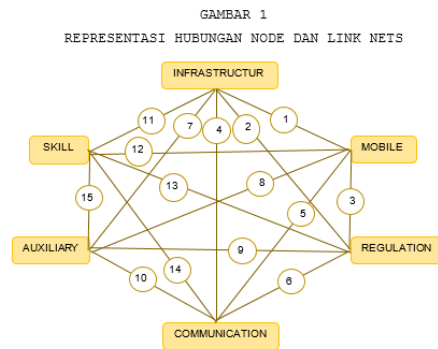 GAMBAR 1
REPRESENTASI HUBUNGAN NODE DAN LINK NETS
INFRASTRUCTUR
11
7
4
2
1
SKILL
12
MOBILE
13
8
15
5
3
AUXILIARY
9
REGULATION
14
10
6
COMMUNICATION